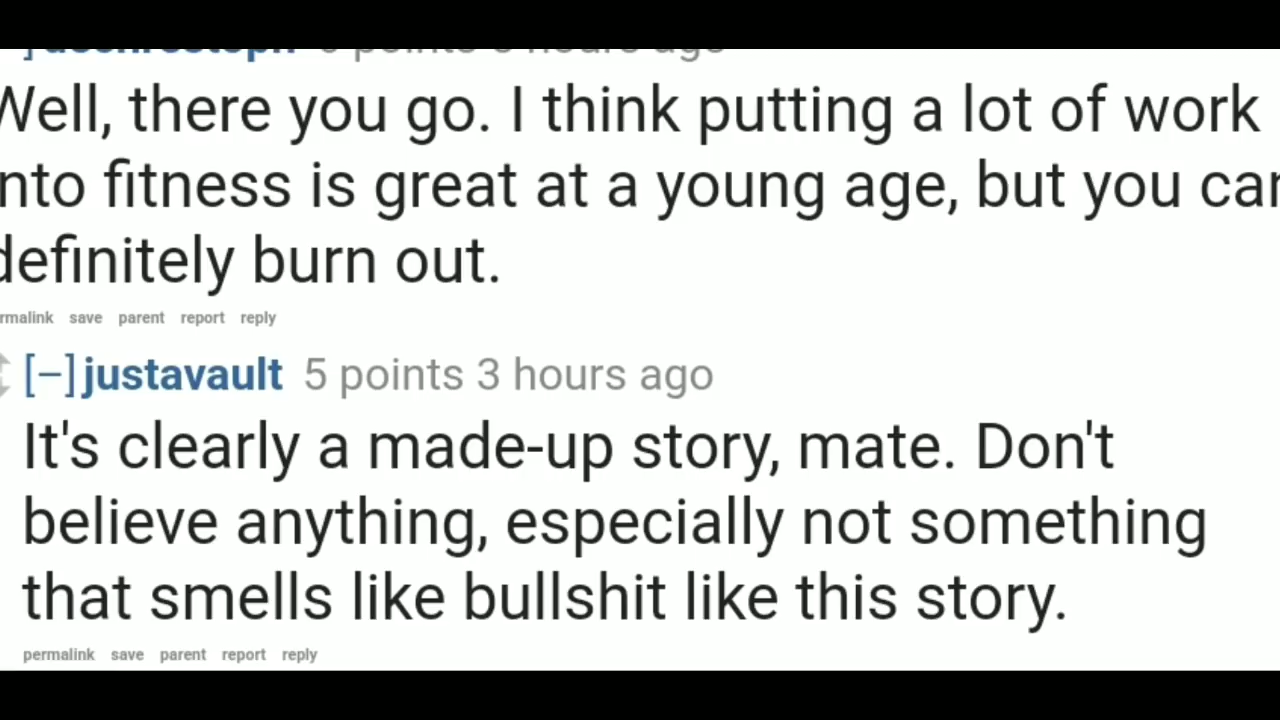 Well, there you go. I think putting a lot of work
nto fitness is great at a young age, but you can
definitely burn out.
rmalink save parent report reply
[–] justavault 5 points 3 hours ago
It's clearly a made-up story, mate. Don't
believe anything, especially not something
that smells like bullshit like this story.
permalink save parent report reply